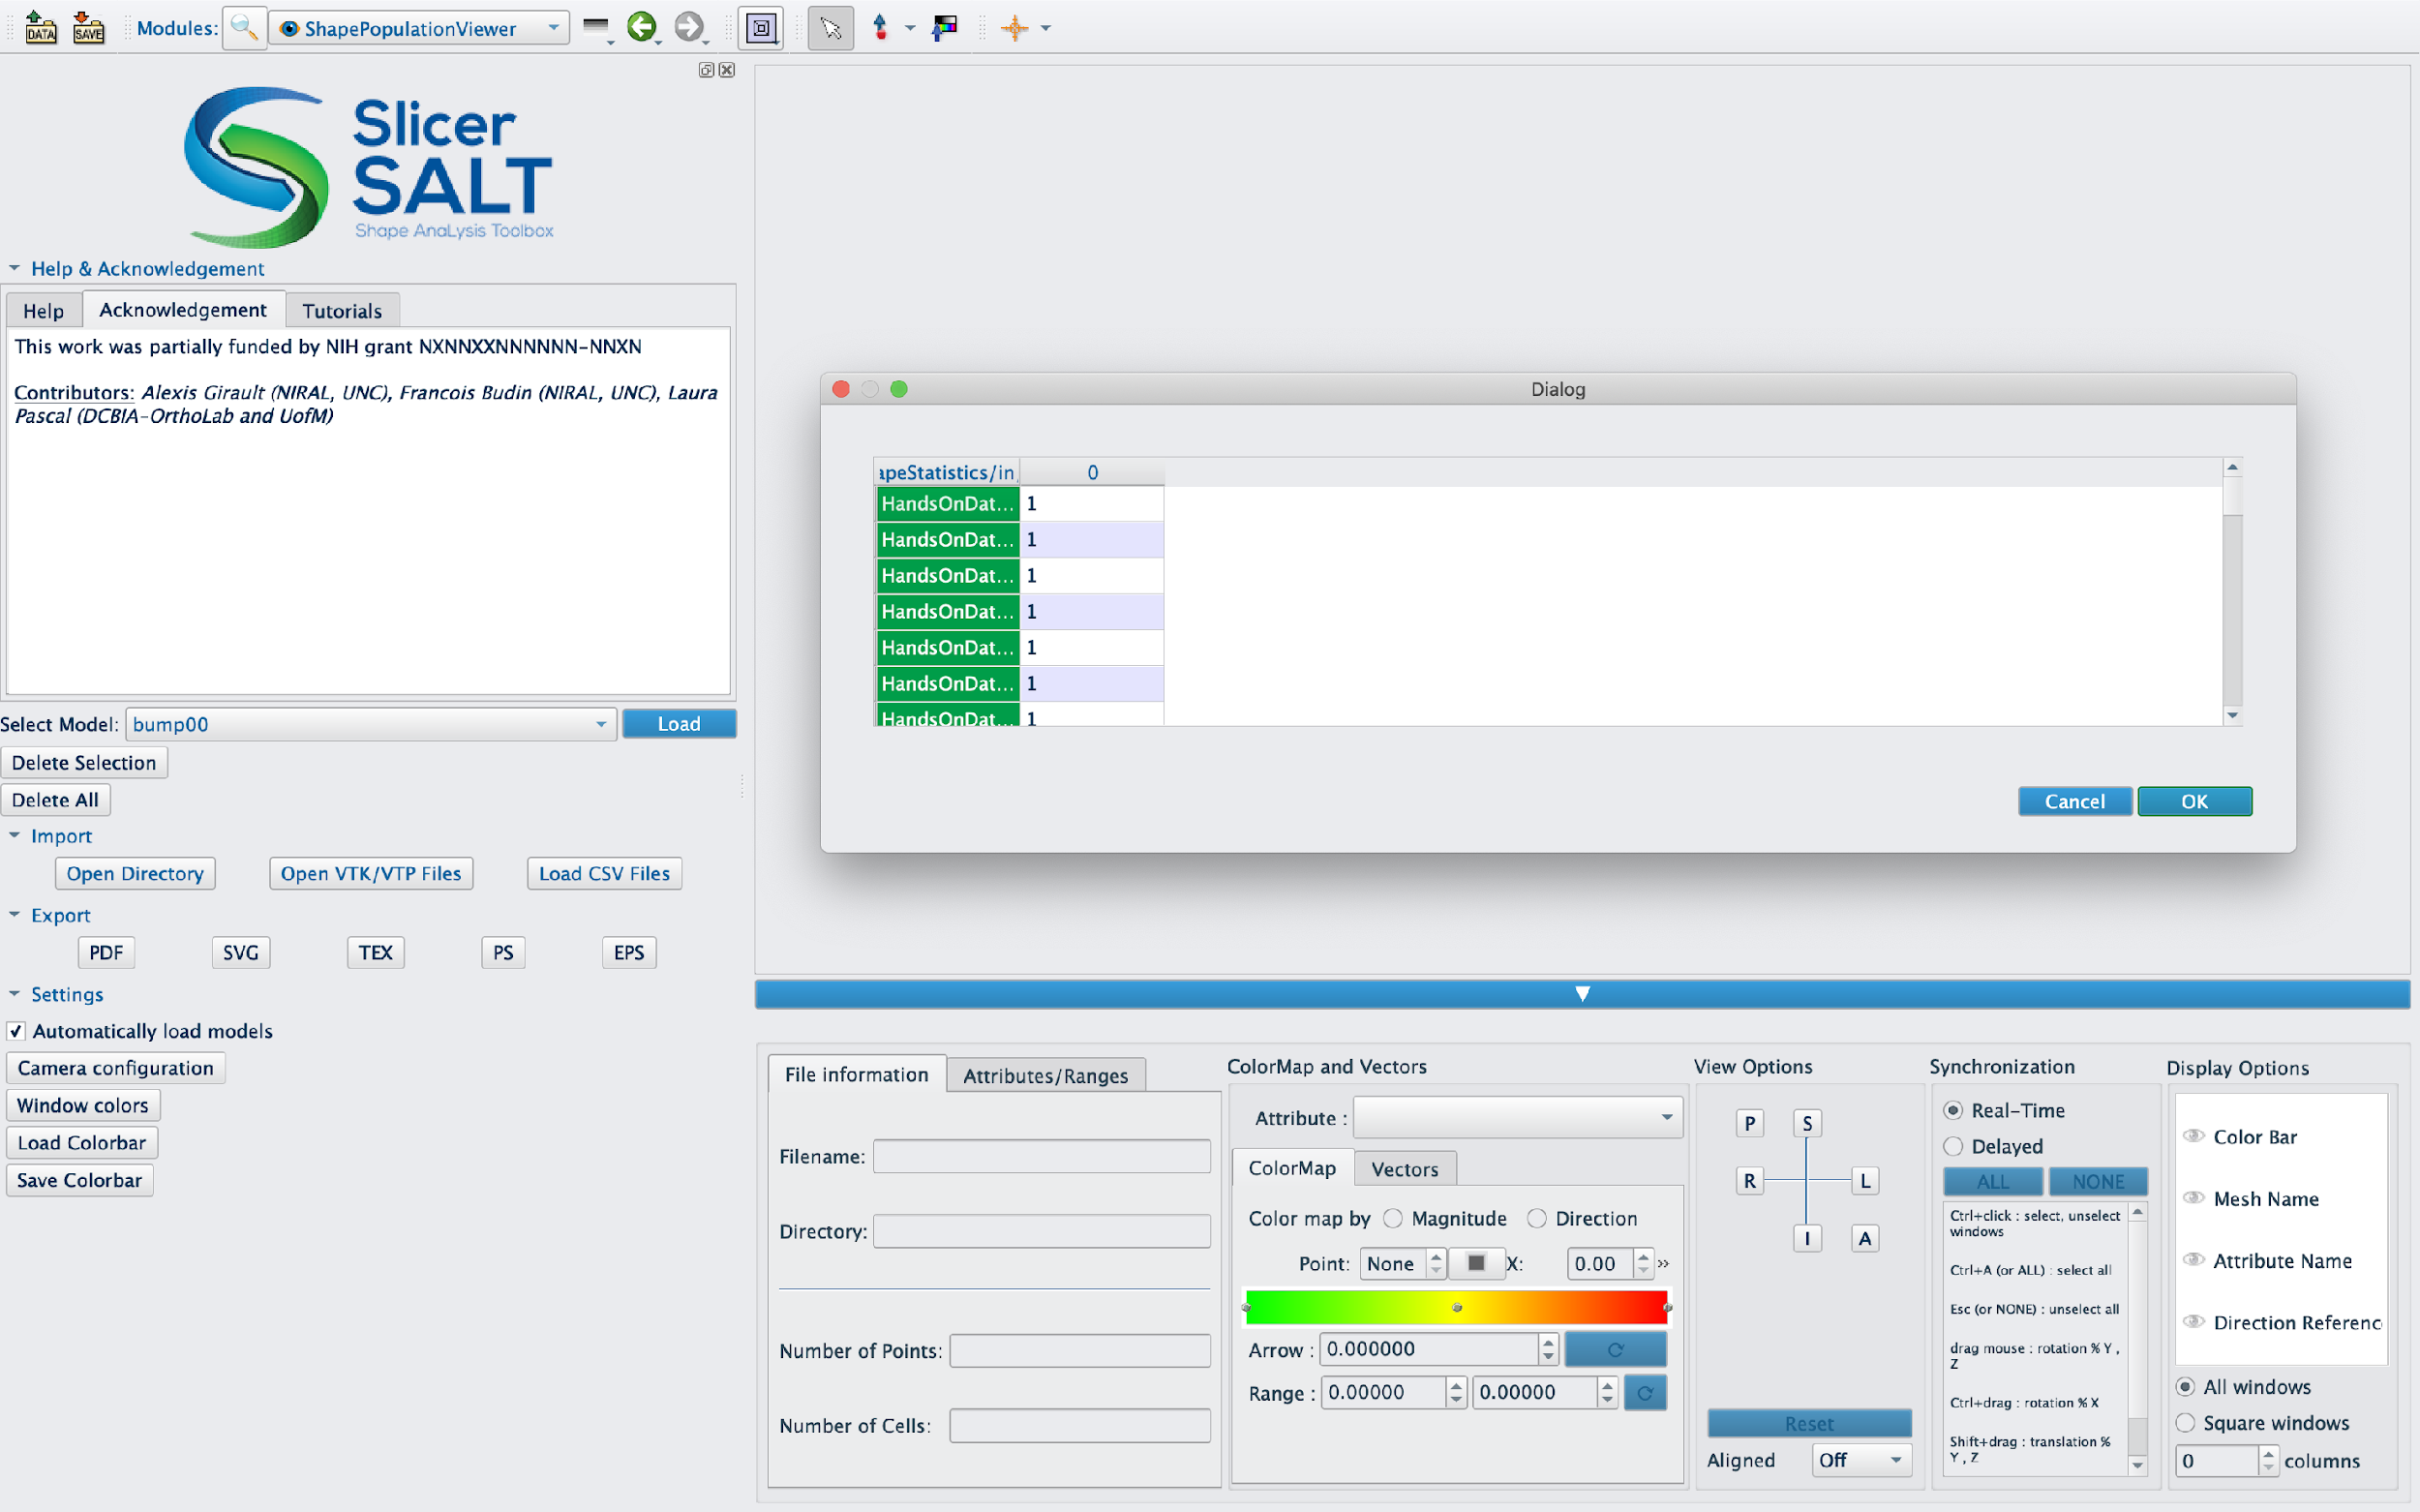 DATA SAVE Modules: ShapePopulationViewer
Slicer
SALT
Shape AnaLysis Toolbox
Help & Acknowledgement
Help Acknowledgement Tutorials
This work was partially funded by NIH grant NXNNXXNNNNNN-NNXN
Contributors: Alexis Girault (NIRAL, UNC), Francois Budin (NIRAL, UNC), Laura
Pascal (DCBIA-OrthoLab and UofM)
Select Model: bump00 Load
Delete Selection
Delete All
Import
Open Directory Open VTK/VTP Files Load CSV Files
Export
PDF SVG TEX PS EPS
Settings
Automatically load models
Camera configuration
Window colors
Load Colorbar
Save Colorbar
Dialog
apeStatistics/in 0
HandsOnDat... 1
HandsOnDat... 1
HandsOnDat... 1
HandsOnDat... 1
HandsOnDat... 1
HandsOnDat... 1
HandsOnDat... 1
Cancel OK
File information Attributes/Ranges
Filename:
Directory:
Number of Points:
Number of Cells:
ColorMap and Vectors
Attribute :
ColorMap Vectors
Color map by Magnitude Direction
Point: None X: 0.00 »
Arrow : 0.000000
Range : 0.00000 0.00000
View Options
P S
R L
I A
Reset
Aligned Off
Synchronization
Real-Time
Delayed
ALL NONE
Ctrl+click : select, unselect
windows
Ctrl+A (or ALL) : select all
Esc (or NONE) : unselect all
drag mouse : rotation % Y ,
Z
Ctrl+drag : rotation % X
Shift+drag : translation %
Y , Z
Display Options
Color Bar
Mesh Name
Attribute Name
Direction Referenc
All windows
Square windows
0 columns